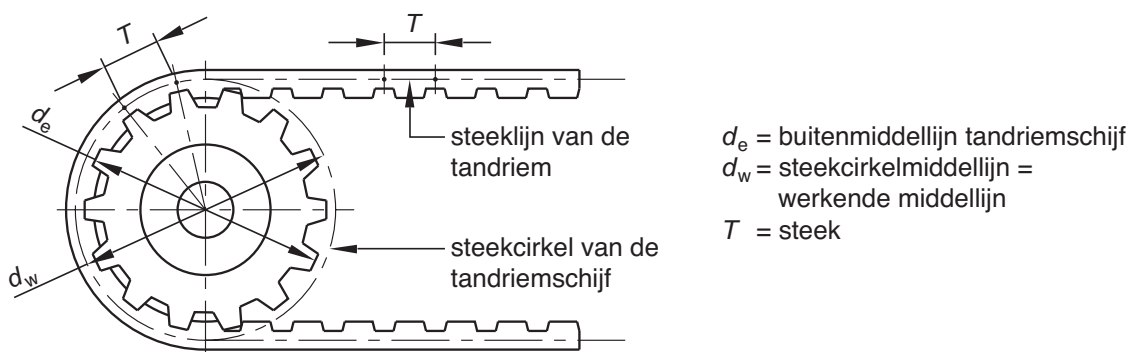 T
T
d_e
d_w
steeklijn van de
tandriem
steekcirkel van de
tandriemschijf
d_e = buitenmiddellijn tandriemschijf
d_w = steekcirkelmiddellijn =
werkende middellijn
T = steek